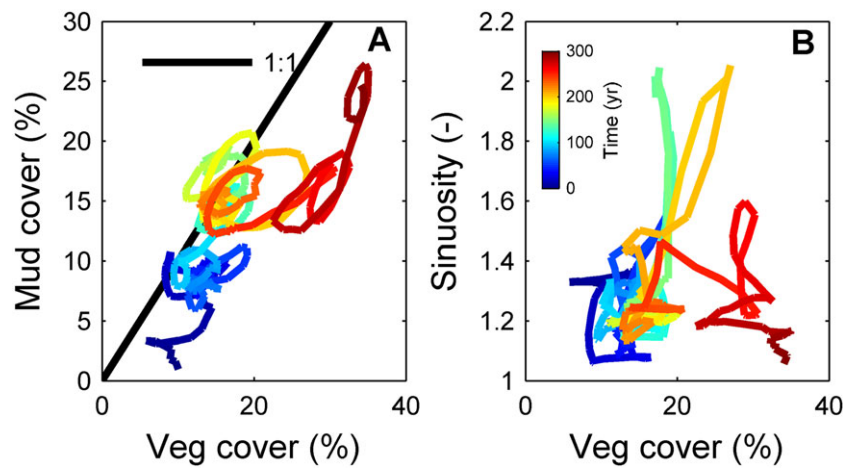 A
1:1
30
25
20
15
10
5
0
Mud cover (%)
0 20 40
Veg cover (%)
B
2.2
2
1.8
1.6
1.4
1.2
1
Sinuosity (-)
300
200
100
0
Time (yr)
0 20 40
Veg cover (%)